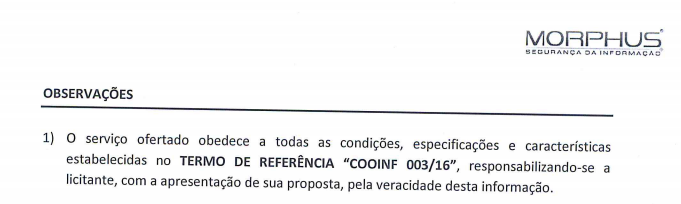 MORPHUS
SEGURANÇA DA INFORMAÇÃO
OBSERVAÇÕES
1) O serviço ofertado obedece a todas as condições, especificações e características
estabelecidas no TERMO DE REFERÊNCIA “COOINF 003/16”, responsabilizando-se a
licitante, com a apresentação de sua proposta, pela veracidade desta informação.